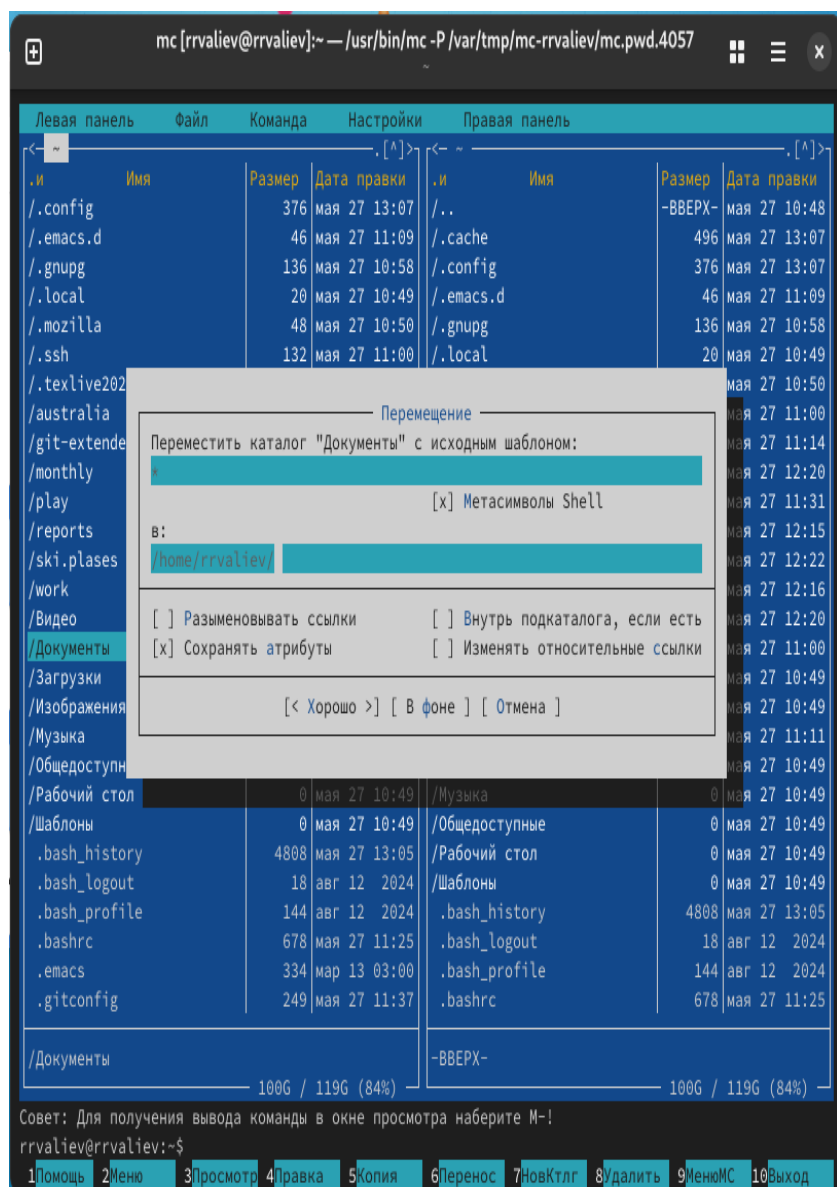 mc [rrvaliev@rrvaliev]:~ — /usr/bin/mc -P /var/tmp/mc-rrvaliev/mc.pwd.4057
~
Левая панель Файл Команда Настройки Правая панель
<- ~ .[^]> <- ~ .[^]>
.и Имя Размер Дата правки .и Имя Размер Дата правки
/.config 376 мая 27 13:07 /.. -ВВЕРХ- мая 27 10:48
/.emacs.d 46 мая 27 11:09 /.cache 496 мая 27 13:07
/.gnupg 136 мая 27 10:58 /.config 376 мая 27 13:07
/.local 20 мая 27 10:49 /.emacs.d 46 мая 27 11:09
/.mozilla 48 мая 27 10:50 /.gnupg 136 мая 27 10:58
/.ssh 132 мая 27 11:00 /.local 20 мая 27 10:49
/.texlive202 мая 27 10:50
/australia Перемещение мая 27 11:00
/git-extende Переместить каталог "Документы" с исходным шаблоном: мая 27 11:14
/monthly * мая 27 12:20
/play [x] Метасимволы Shell мая 27 11:31
/reports в: мая 27 12:15
/ski.plases /home/rrvaliev/ мая 27 12:22
/work мая 27 12:16
/Видео [ ] Разыменовывать ссылки [ ] Внутрь подкаталога, если есть мая 27 12:20
/Документы [x] Сохранять атрибуты [ ] Изменять относительные ссылки мая 27 11:00
/Загрузки мая 27 10:49
/Изображения [< Хорошо >] [ В фоне ] [ Отмена ] мая 27 10:49
/Музыка мая 27 11:11
/Общедоступн мая 27 10:49
/Рабочий стол 0 мая 27 10:49 /Музыка 0 мая 27 10:49
/Шаблоны 0 мая 27 10:49 /Общедоступные 0 мая 27 10:49
.bash_history 4808 мая 27 13:05 /Рабочий стол 0 мая 27 10:49
.bash_logout 18 авг 12 2024 /Шаблоны 0 мая 27 10:49
.bash_profile 144 авг 12 2024 .bash_history 4808 мая 27 13:05
.bashrc 678 мая 27 11:25 .bash_logout 18 авг 12 2024
.emacs 334 мар 13 03:00 .bash_profile 144 авг 12 2024
.gitconfig 249 мая 27 11:37 .bashrc 678 мая 27 11:25
/Документы -ВВЕРХ-
100G / 119G (84%) 100G / 119G (84%)
Совет: Для получения вывода команды в окне просмотра наберите M-!
rrvaliev@rrvaliev:~$
1Помощь 2Меню 3Просмотр 4Правка 5Копия 6Перенос 7НовКтлг 8Удалить 9МенюMC 10Выход